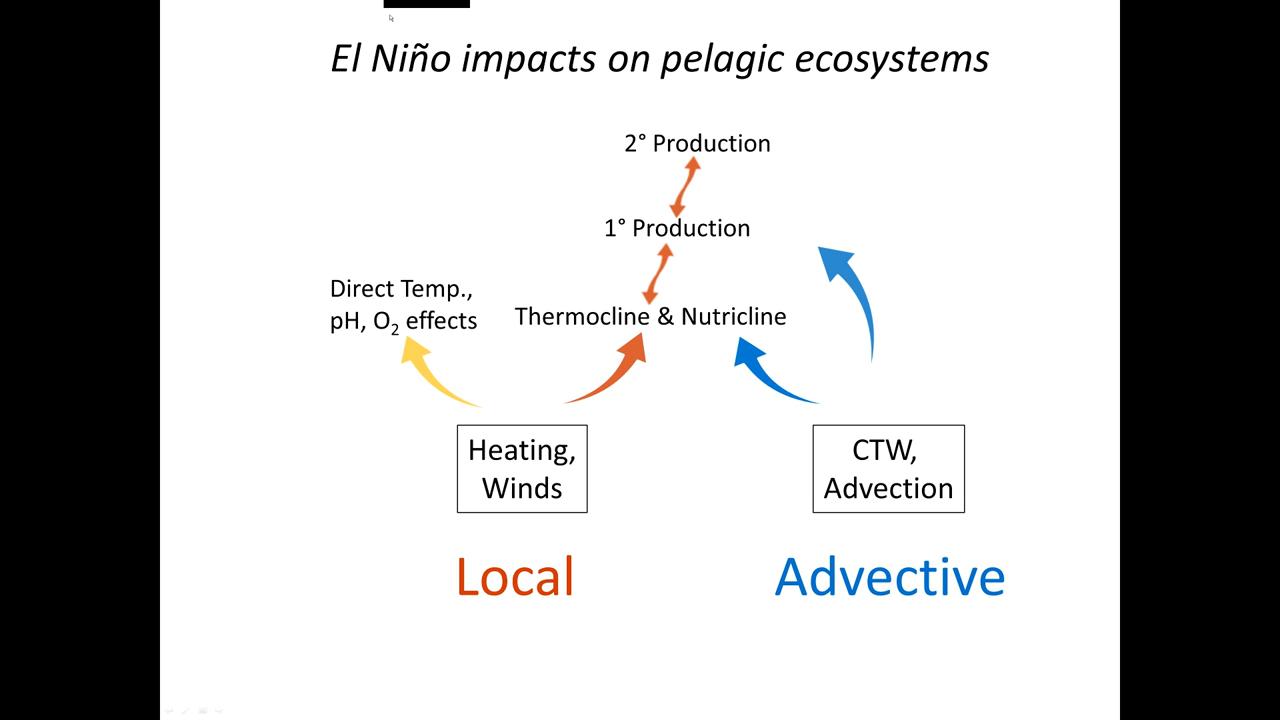 El Niño impacts on pelagic ecosystems
2° Production
1° Production
Direct Temp.,
pH, O₂ effects
Thermocline & Nutricline
Heating,
Winds
CTW,
Advection
Local
Advective